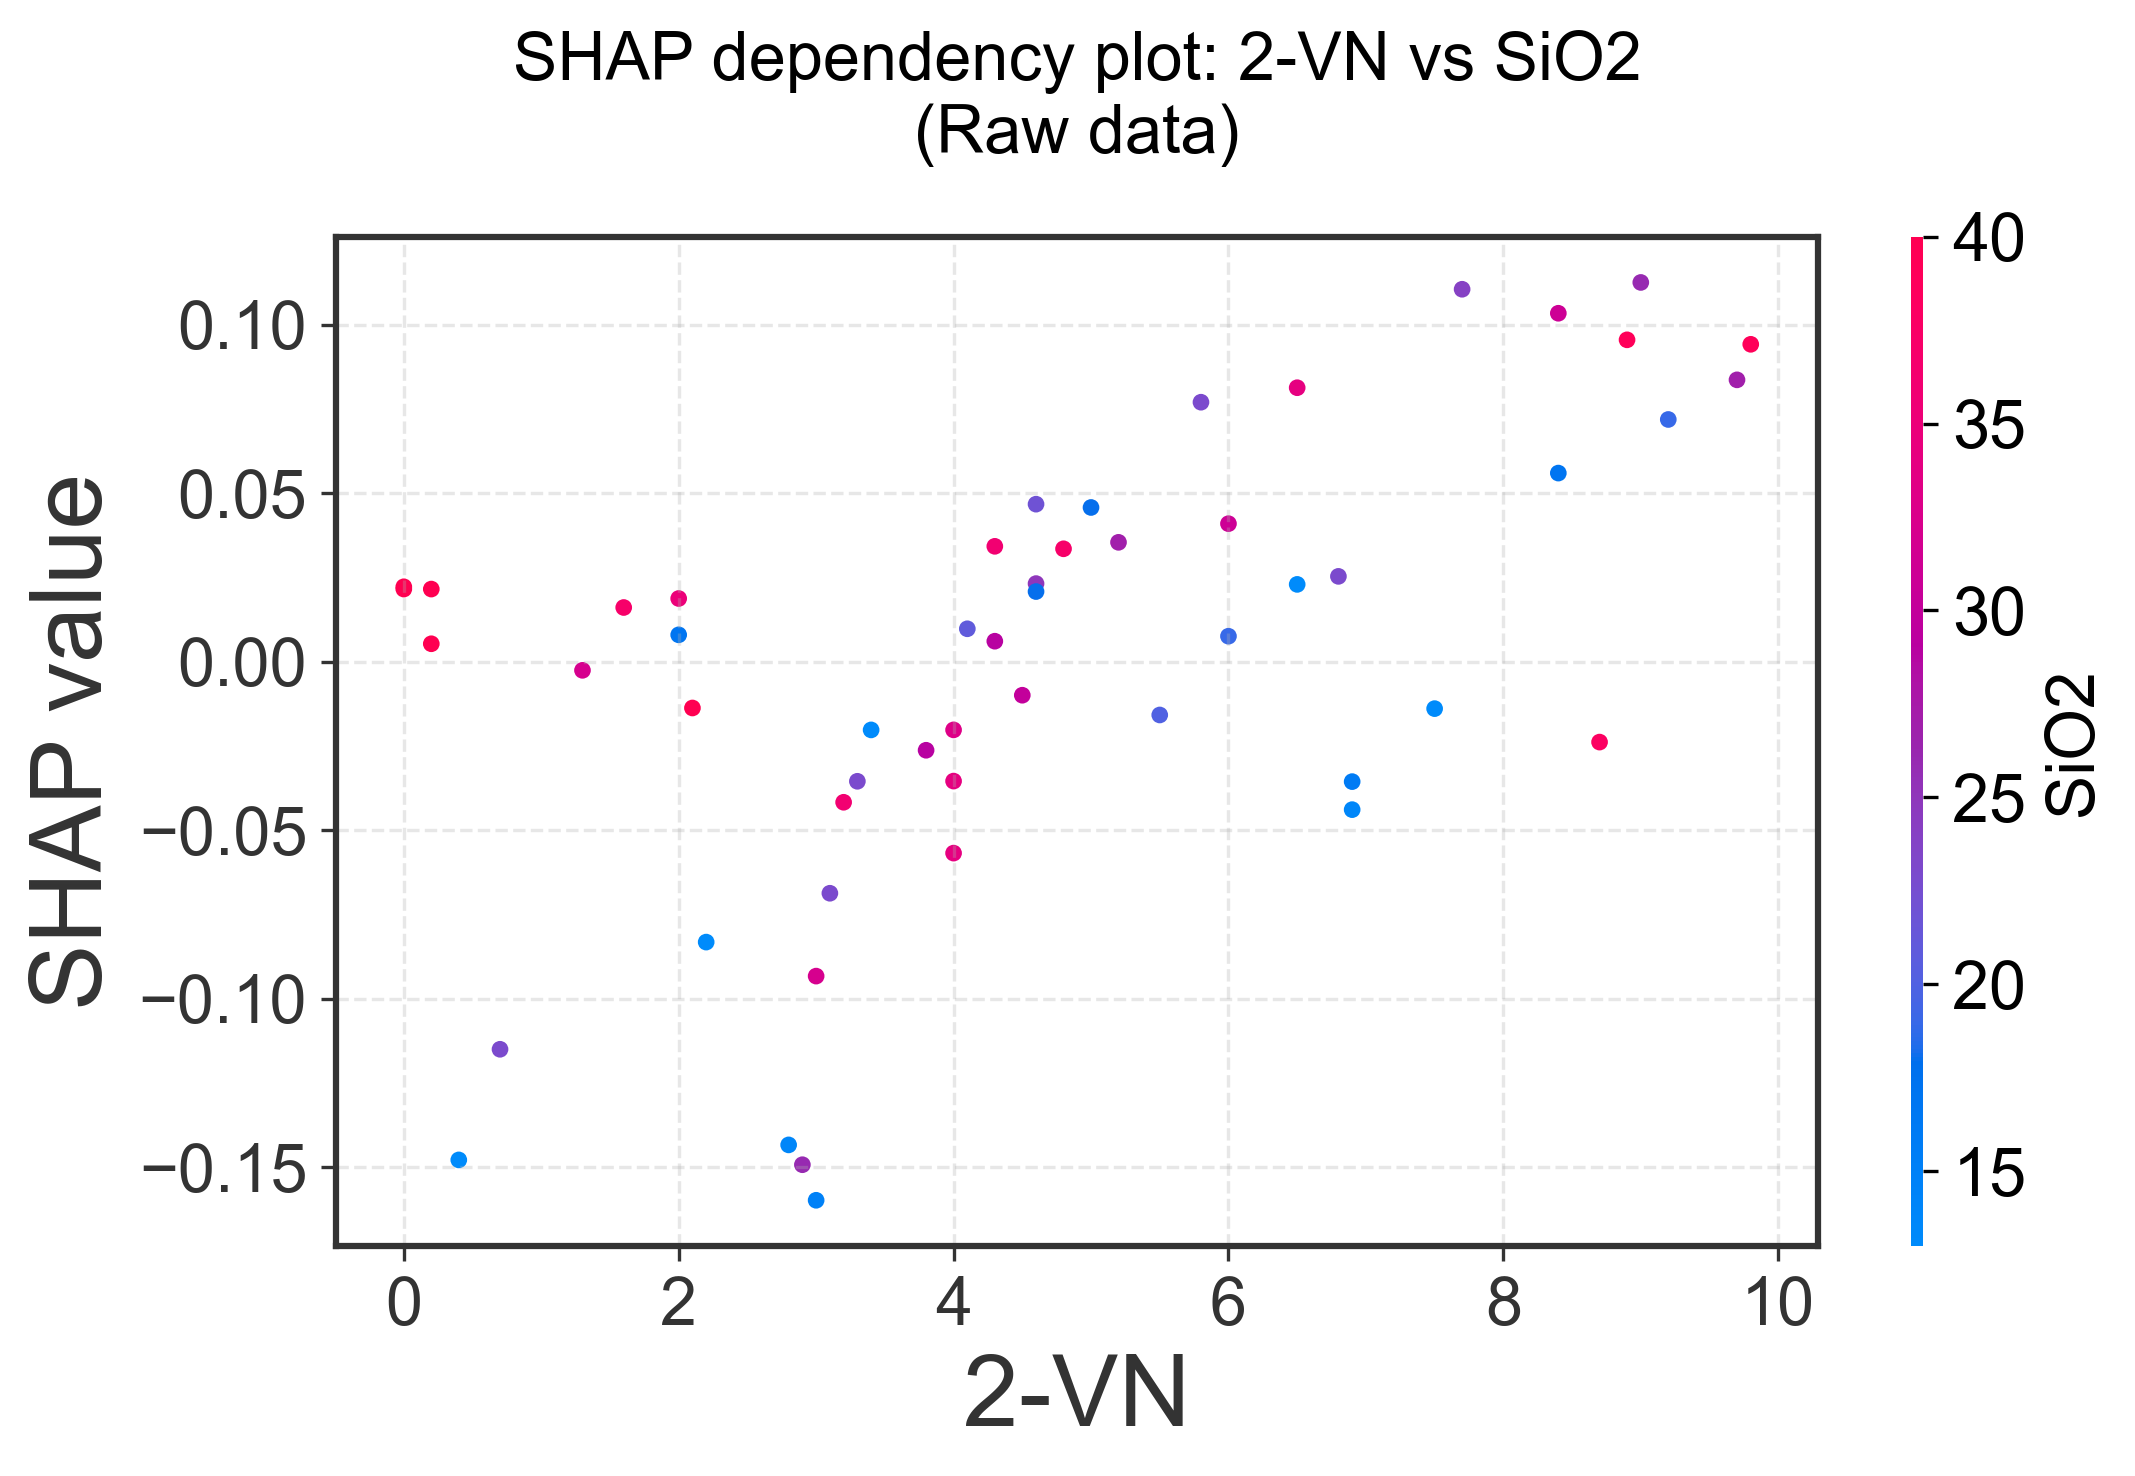 SHAP dependency plot: 2-VN vs SiO2
(Raw data)
SHAP value
0.10
0.05
0.00
−0.05
−0.10
−0.15
0 2 4 6 8 10
2-VN
40
35
30
25
20
15
SiO2